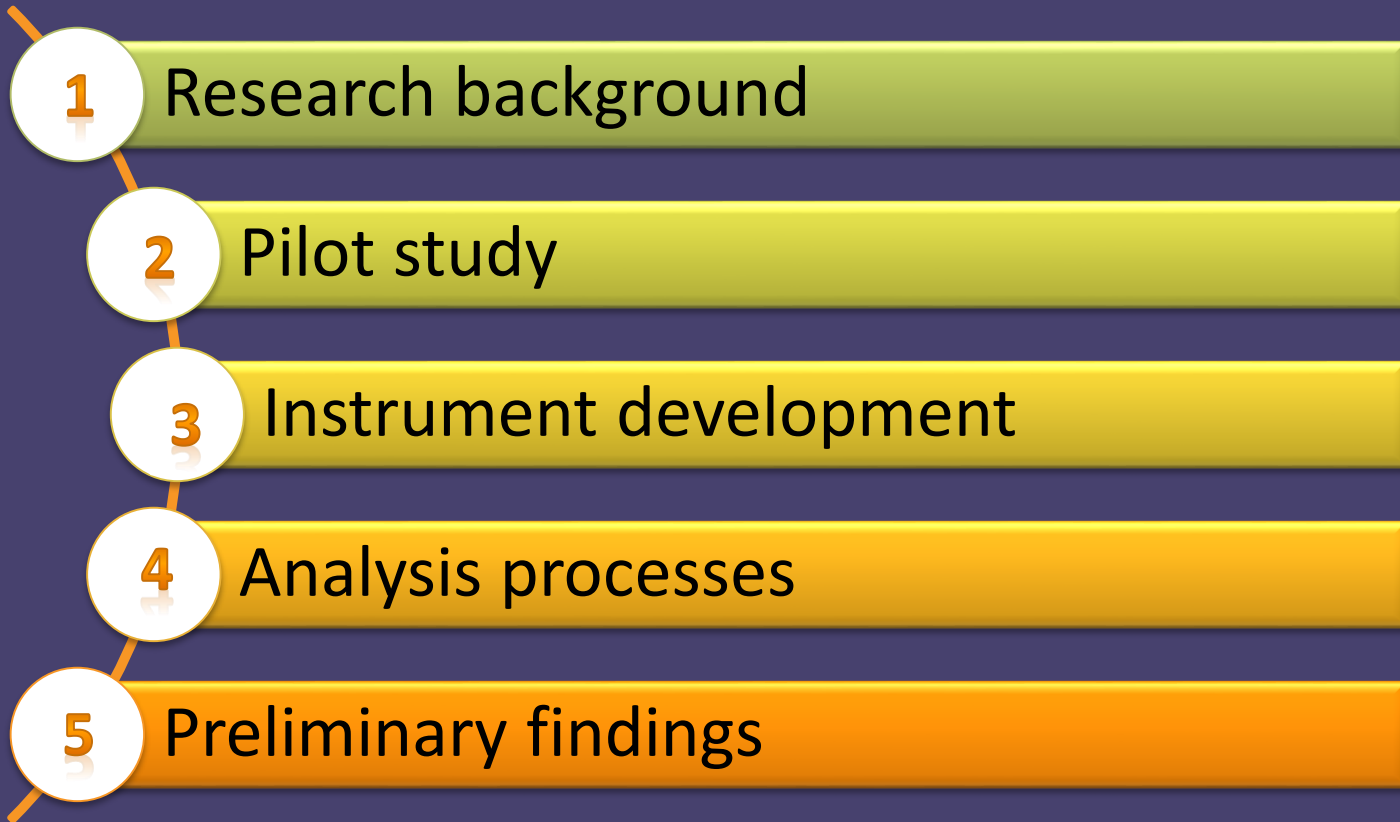 1 Research background
2 Pilot study
3 Instrument development
4 Analysis processes
5 Preliminary findings